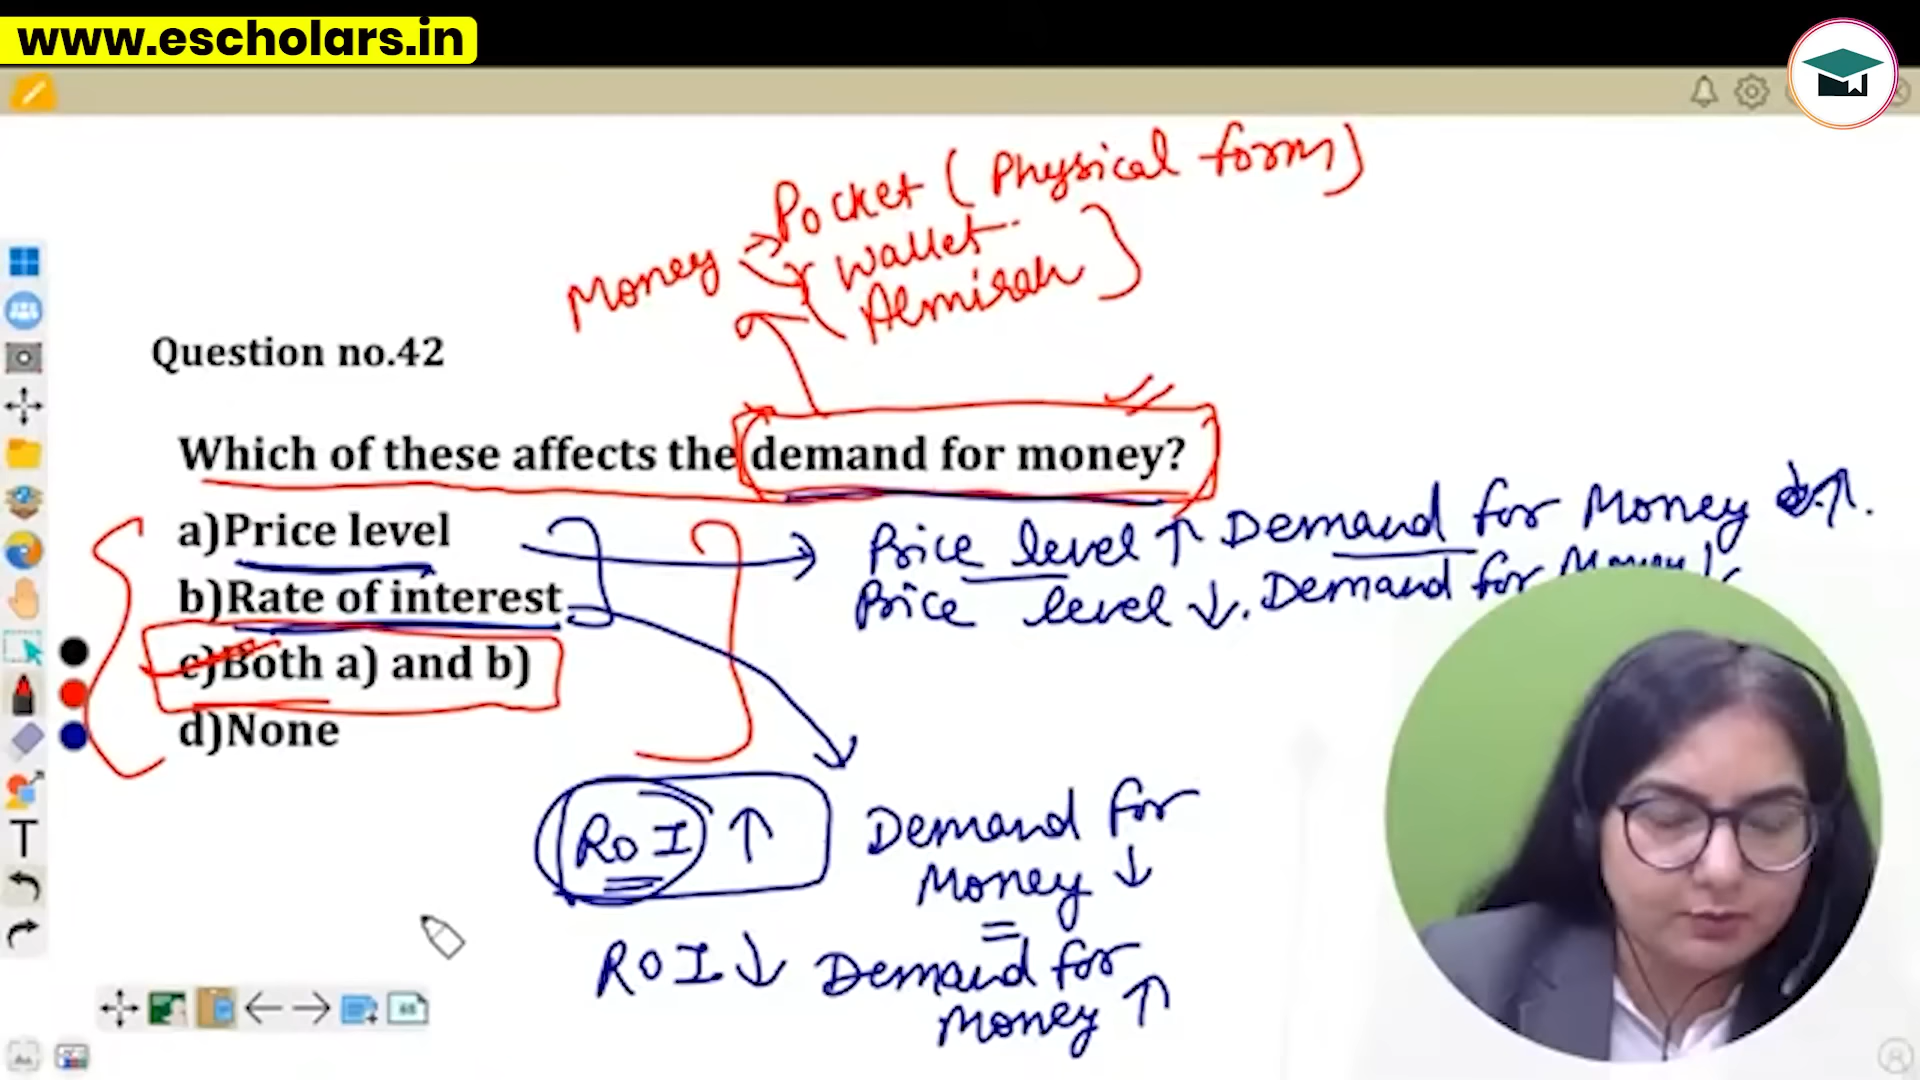 www.escholars.in
Pocket (Physical form)
Money
Wallet
Almirah
Question no.42
Which of these affects the demand for money?
a)Price level
b)Rate of interest
c)Both a) and b)
d)None
Price level ↑ Demand for Money ↑.
Price level ↓. Demand for Money ↓
ROI ↑ Demand for
Money ↓
ROI ↓ Demand for
Money ↑